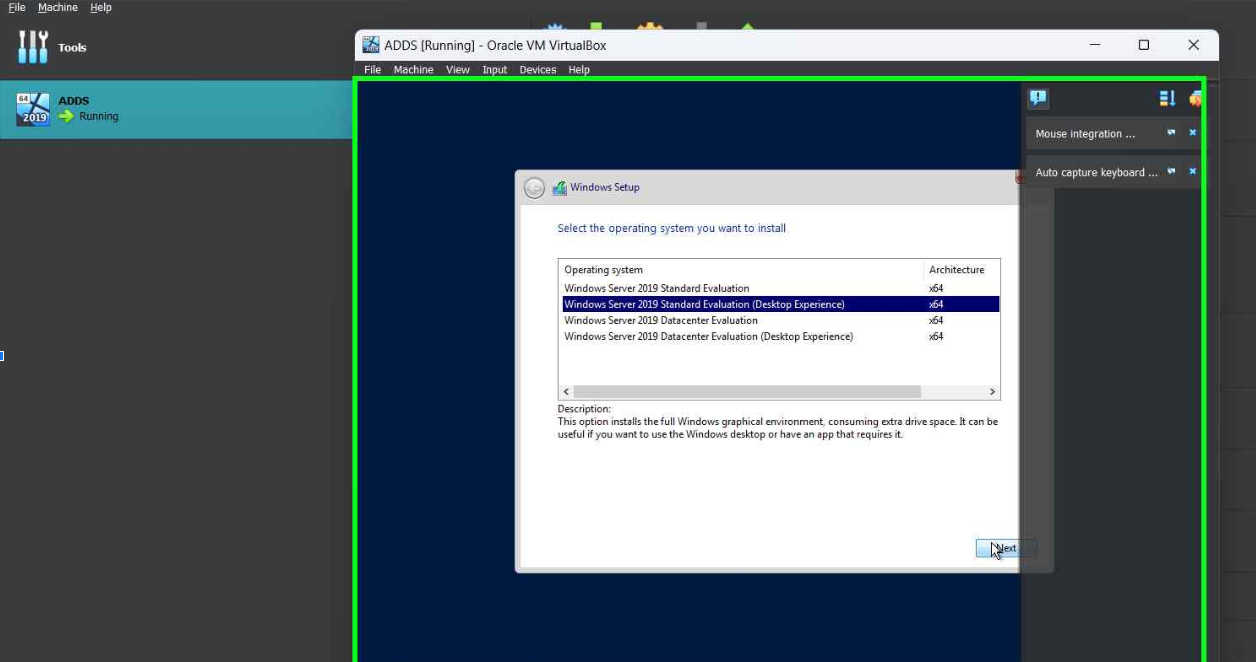 File Machine Help
Tools
ADDS [Running] - Oracle VM VirtualBox
File Machine View Input Devices Help
64
2019
ADDS
Running
Mouse integration ...
Auto capture keyboard ...
Windows Setup
Select the operating system you want to install
Operating system Architecture
Windows Server 2019 Standard Evaluation x64
Windows Server 2019 Standard Evaluation (Desktop Experience) x64
Windows Server 2019 Datacenter Evaluation x64
Windows Server 2019 Datacenter Evaluation (Desktop Experience) x64
Description:
This option installs the full Windows graphical environment, consuming extra drive space. It can be
useful if you want to use the Windows desktop or have an app that requires it.
Next